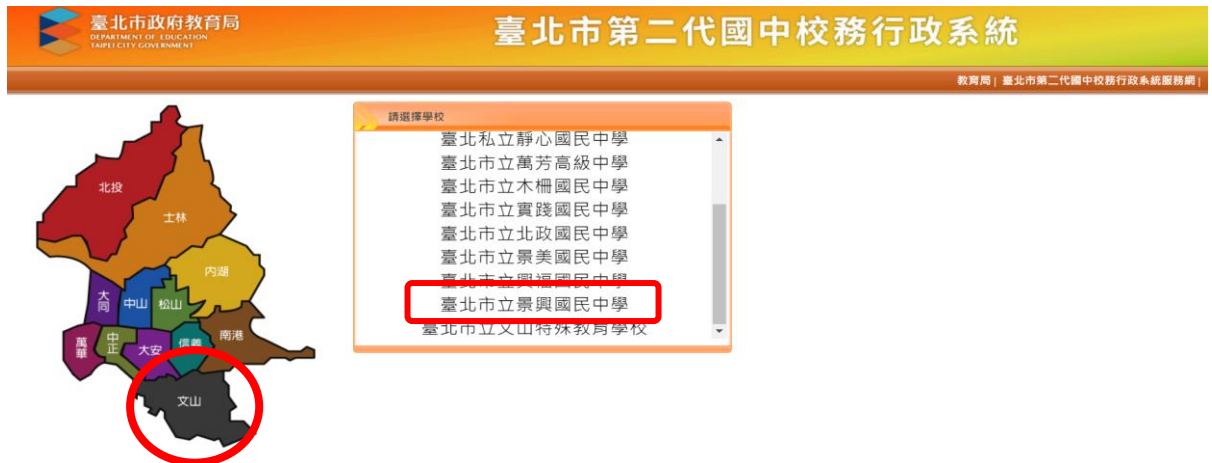 臺北市政府教育局
DEPARTMENT OF EDUCATION
TAIPEI CITY GOVERNMENT
臺北市第二代國中校務行政系統
教育局 | 臺北市第二代國中校務行政系統服務網 |
請選擇學校
臺北私立靜心國民中學
臺北市立萬芳高級中學
臺北市立木柵國民中學
臺北市立實踐國民中學
臺北市立北政國民中學
臺北市立景美國民中學
臺北市立興福國民中學
臺北市立景興國民中學
臺北市立文山特殊教育學校
北投
士林
內湖
大同
中山
松山
萬華
中正
大安
信義
南港
文山